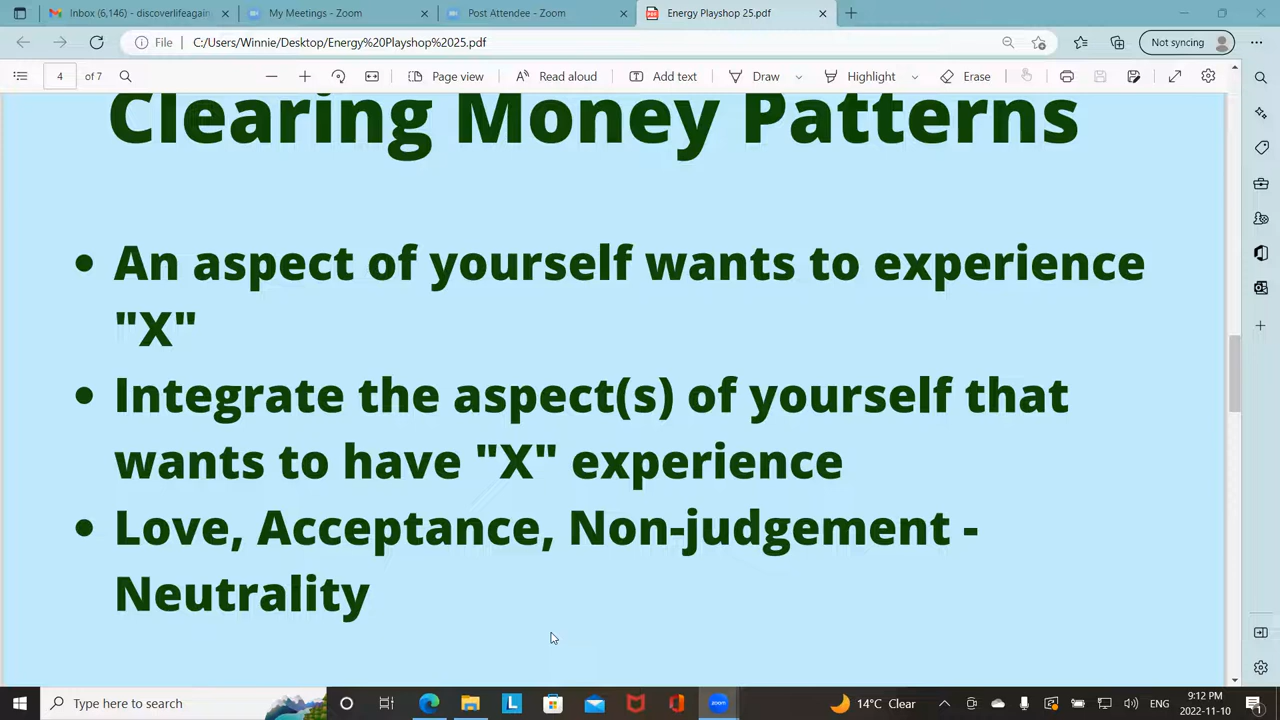 Inbox (6,146) - discoverlifeagain
My Meetings - Zoom
Post Attendee - Zoom
Energy Playshop 25.pdf
File
C:/Users/Winnie/Desktop/Energy%20Playshop%2025.pdf
Not syncing
4
of 7
Page view
Read aloud
Add text
Draw
Highlight
Erase
Clearing Money Patterns
• An aspect of yourself wants to experience
"X"
• Integrate the aspect(s) of yourself that
wants to have "X" experience
• Love, Acceptance, Non-judgement -
Neutrality
Type here to search
L
zoom
14°C Clear
ENG
9:12 PM
2022-11-10
1